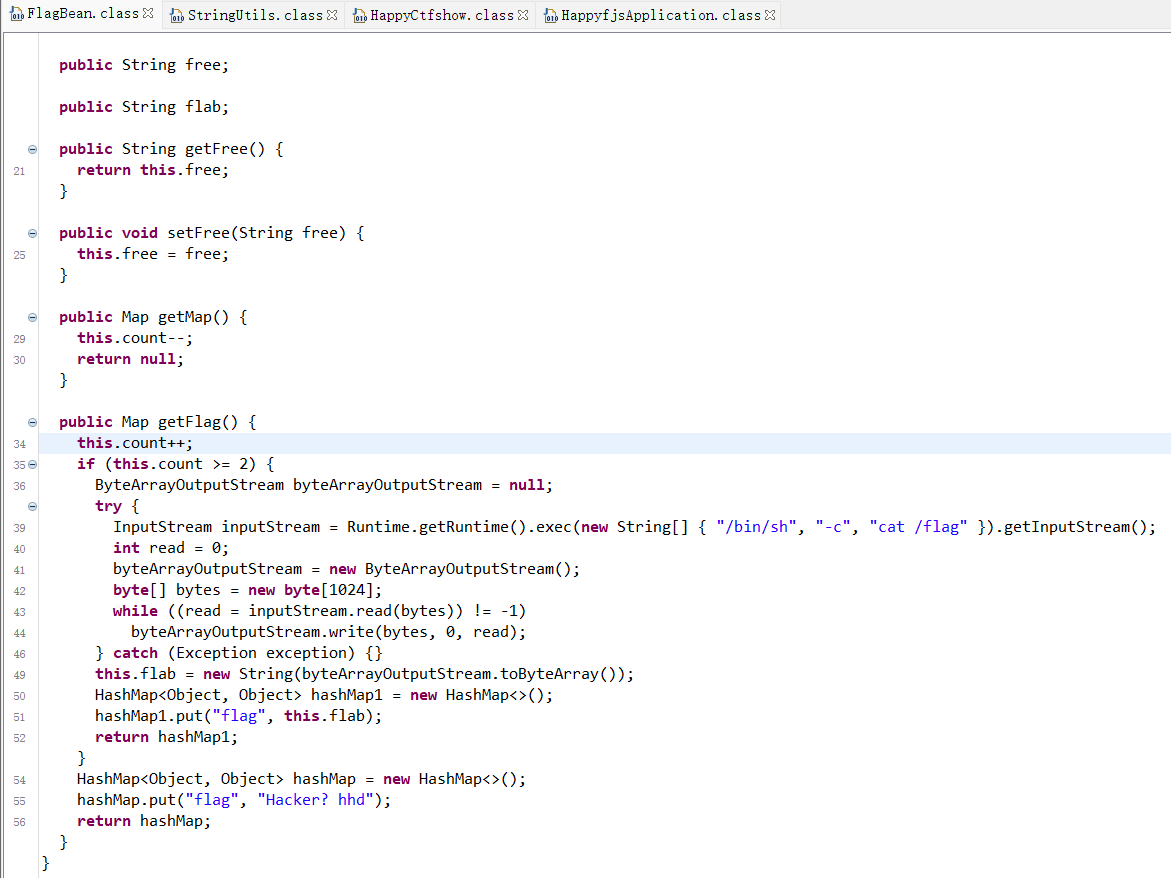 FlagBean.class StringUtils.class HappyCtfshow.class HappyfjsApplication.class
public String free;
public String flab;
public String getFree() {
21 return this.free;
}
public void setFree(String free) {
25 this.free = free;
}
public Map getMap() {
29 this.count--;
30 return null;
}
public Map getFlag() {
34 this.count++;
35 if (this.count >= 2) {
36 ByteArrayOutputStream byteArrayOutputStream = null;
try {
39 InputStream inputStream = Runtime.getRuntime().exec(new String[] { "/bin/sh", "-c", "cat /flag" }).getInputStream();
40 int read = 0;
41 byteArrayOutputStream = new ByteArrayOutputStream();
42 byte[] bytes = new byte[1024];
43 while ((read = inputStream.read(bytes)) != -1)
44 byteArrayOutputStream.write(bytes, 0, read);
46 } catch (Exception exception) {}
49 this.flab = new String(byteArrayOutputStream.toByteArray());
50 HashMap<Object, Object> hashMap1 = new HashMap<>();
51 hashMap1.put("flag", this.flab);
52 return hashMap1;
}
54 HashMap<Object, Object> hashMap = new HashMap<>();
55 hashMap.put("flag", "Hacker? hhd");
56 return hashMap;
}
}